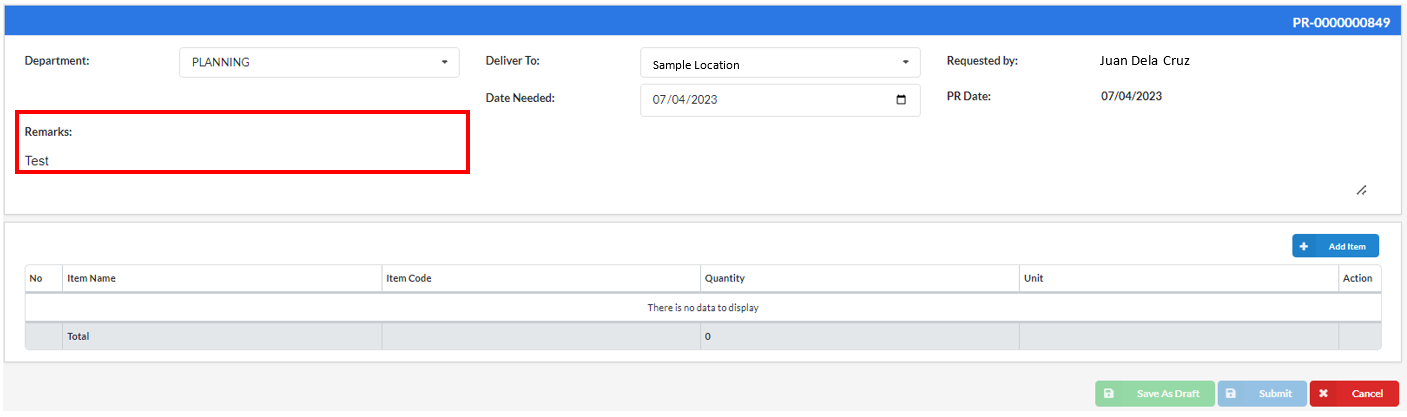 PR-0000000849
Department: PLANNING Deliver To: Sample Location Requested by: Juan Dela Cruz
Date Needed: 07/04/2023 PR Date: 07/04/2023
Remarks:
Test
Add Item
No Item Name Item Code Quantity Unit Action
There is no data to display
Total 0
Save As Draft Submit Cancel